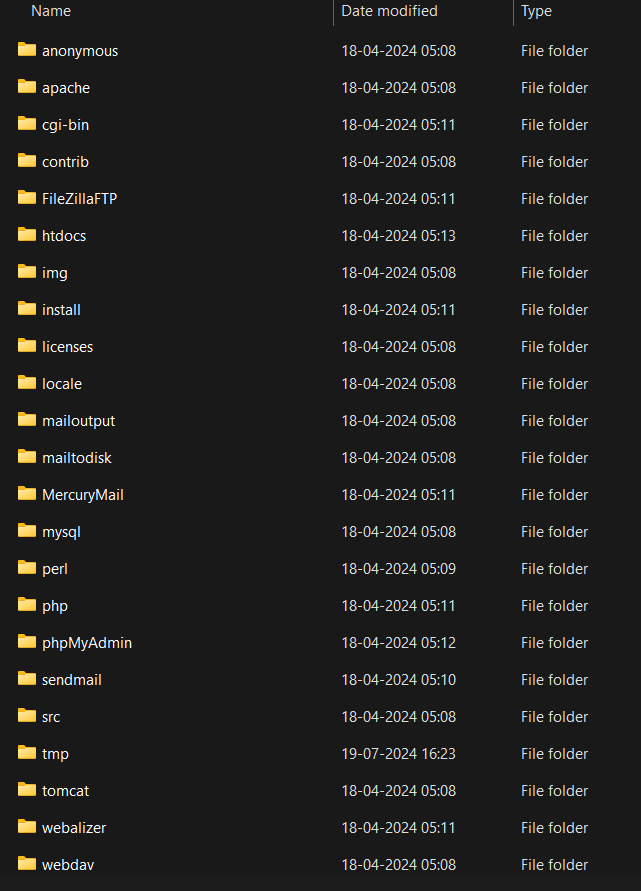 Name Date modified Type
anonymous 18-04-2024 05:08 File folder
apache 18-04-2024 05:08 File folder
cgi-bin 18-04-2024 05:11 File folder
contrib 18-04-2024 05:08 File folder
FileZillaFTP 18-04-2024 05:11 File folder
htdocs 18-04-2024 05:13 File folder
img 18-04-2024 05:08 File folder
install 18-04-2024 05:11 File folder
licenses 18-04-2024 05:08 File folder
locale 18-04-2024 05:08 File folder
mailoutput 18-04-2024 05:08 File folder
mailtodisk 18-04-2024 05:08 File folder
MercuryMail 18-04-2024 05:11 File folder
mysql 18-04-2024 05:08 File folder
perl 18-04-2024 05:09 File folder
php 18-04-2024 05:11 File folder
phpMyAdmin 18-04-2024 05:12 File folder
sendmail 18-04-2024 05:10 File folder
src 18-04-2024 05:08 File folder
tmp 19-07-2024 16:23 File folder
tomcat 18-04-2024 05:08 File folder
webalizer 18-04-2024 05:11 File folder
webdav 18-04-2024 05:08 File folder